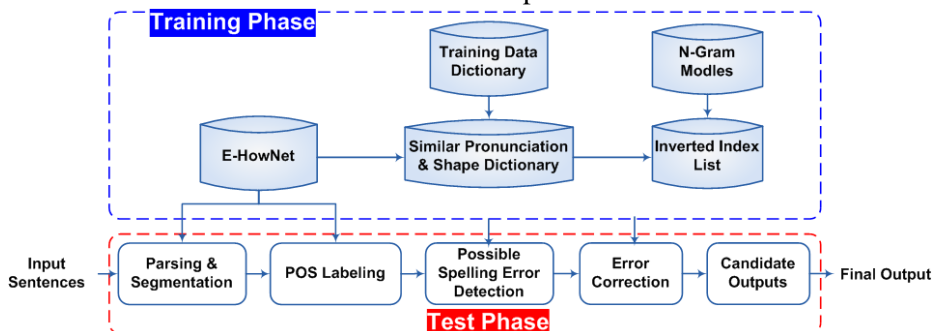 Training Phase
Training Data
Dictionary
N-Gram
Modles
E-HowNet
Similar Pronunciation
& Shape Dictionary
Inverted Index
List
Input
Sentences
Parsing &
Segmentation
POS Labeling
Possible
Spelling Error
Detection
Error
Correction
Candidate
Outputs
Final Output
Test Phase